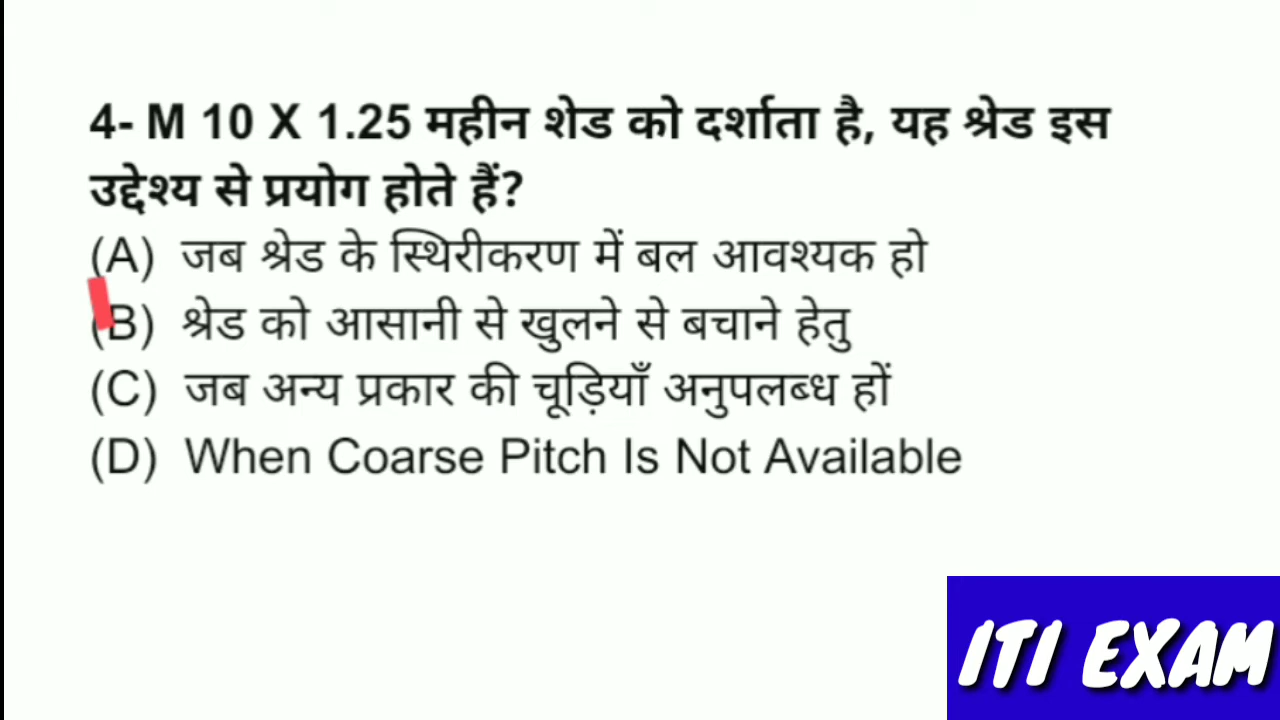 4- M 10 X 1.25 महीन शेड को दर्शाता है, यह श्रेड इस
उद्देश्य से प्रयोग होते हैं?
(A) जब श्रेड के स्थिरीकरण में बल आवश्यक हो
(B) श्रेड को आसानी से खुलने से बचाने हेतु
(C) जब अन्य प्रकार की चूड़ियाँ अनुपलब्ध हों
(D) When Coarse Pitch Is Not Available
ITI EXAM